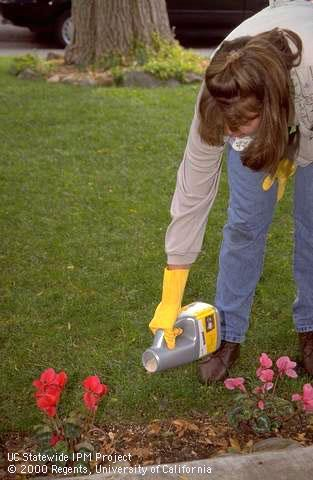 UC Statewide IPM Project
© 2000 Regents, University of California